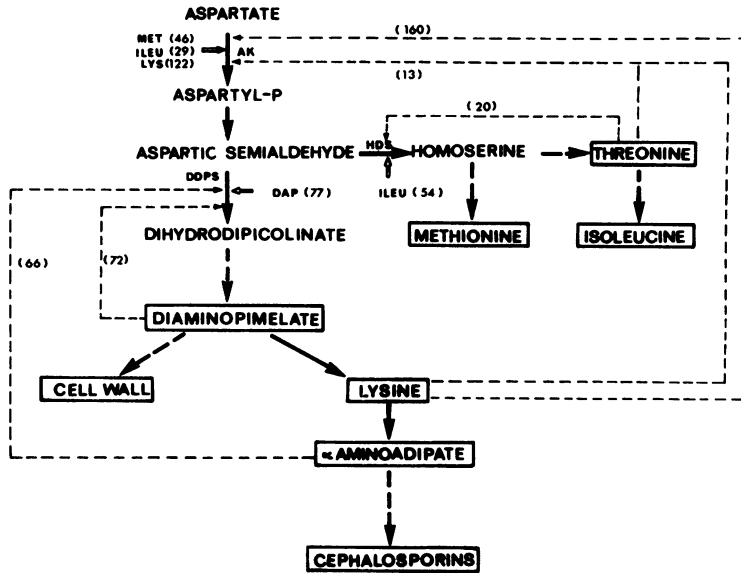 ASPARTATE
(160)
MET (46)
ILEU (29)
AK
LYS(122)
(13)
ASPARTYL-P
(20)
HDS
ASPARTIC SEMIALDEHYDE
HOMOSERINE
THREONINE
DDPS
DAP (77)
ILEU (54)
DIHYDRODIPICOLINATE
METHIONINE
ISOLEUCINE
(66)
(72)
DIAMINOPIMELATE
CELL WALL
LYSINE
∝ AMINOADIPATE
CEPHALOSPORINS